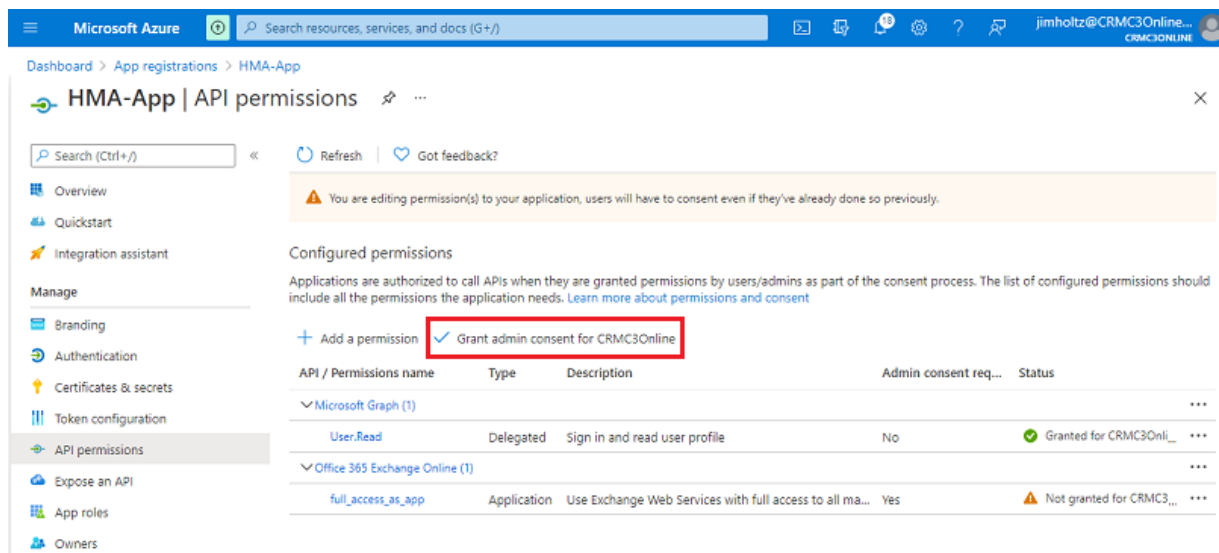 Microsoft Azure
Search resources, services, and docs (G+/)
18
jimholtz@CRMC3Online...
CRMC3ONLINE
Dashboard > App registrations > HMA-App
HMA-App | API permissions
Search (Ctrl+/)
Refresh
Got feedback?
You are editing permission(s) to your application, users will have to consent even if they've already done so previously.
Overview
Quickstart
Integration assistant
Manage
Branding
Authentication
Certificates & secrets
Token configuration
API permissions
Expose an API
App roles
Owners
Configured permissions
Applications are authorized to call APIs when they are granted permissions by users/admins as part of the consent process. The list of configured permissions should
include all the permissions the application needs. Learn more about permissions and consent
Add a permission
Grant admin consent for CRMC3Online
API / Permissions name Type Description Admin consent req... Status
Microsoft Graph (1) ...
User.Read Delegated Sign in and read user profile No Granted for CRMC3Onli... ...
Office 365 Exchange Online (1) ...
full_access_as_app Application Use Exchange Web Services with full access to all ma... Yes Not granted for CRMC3... ...